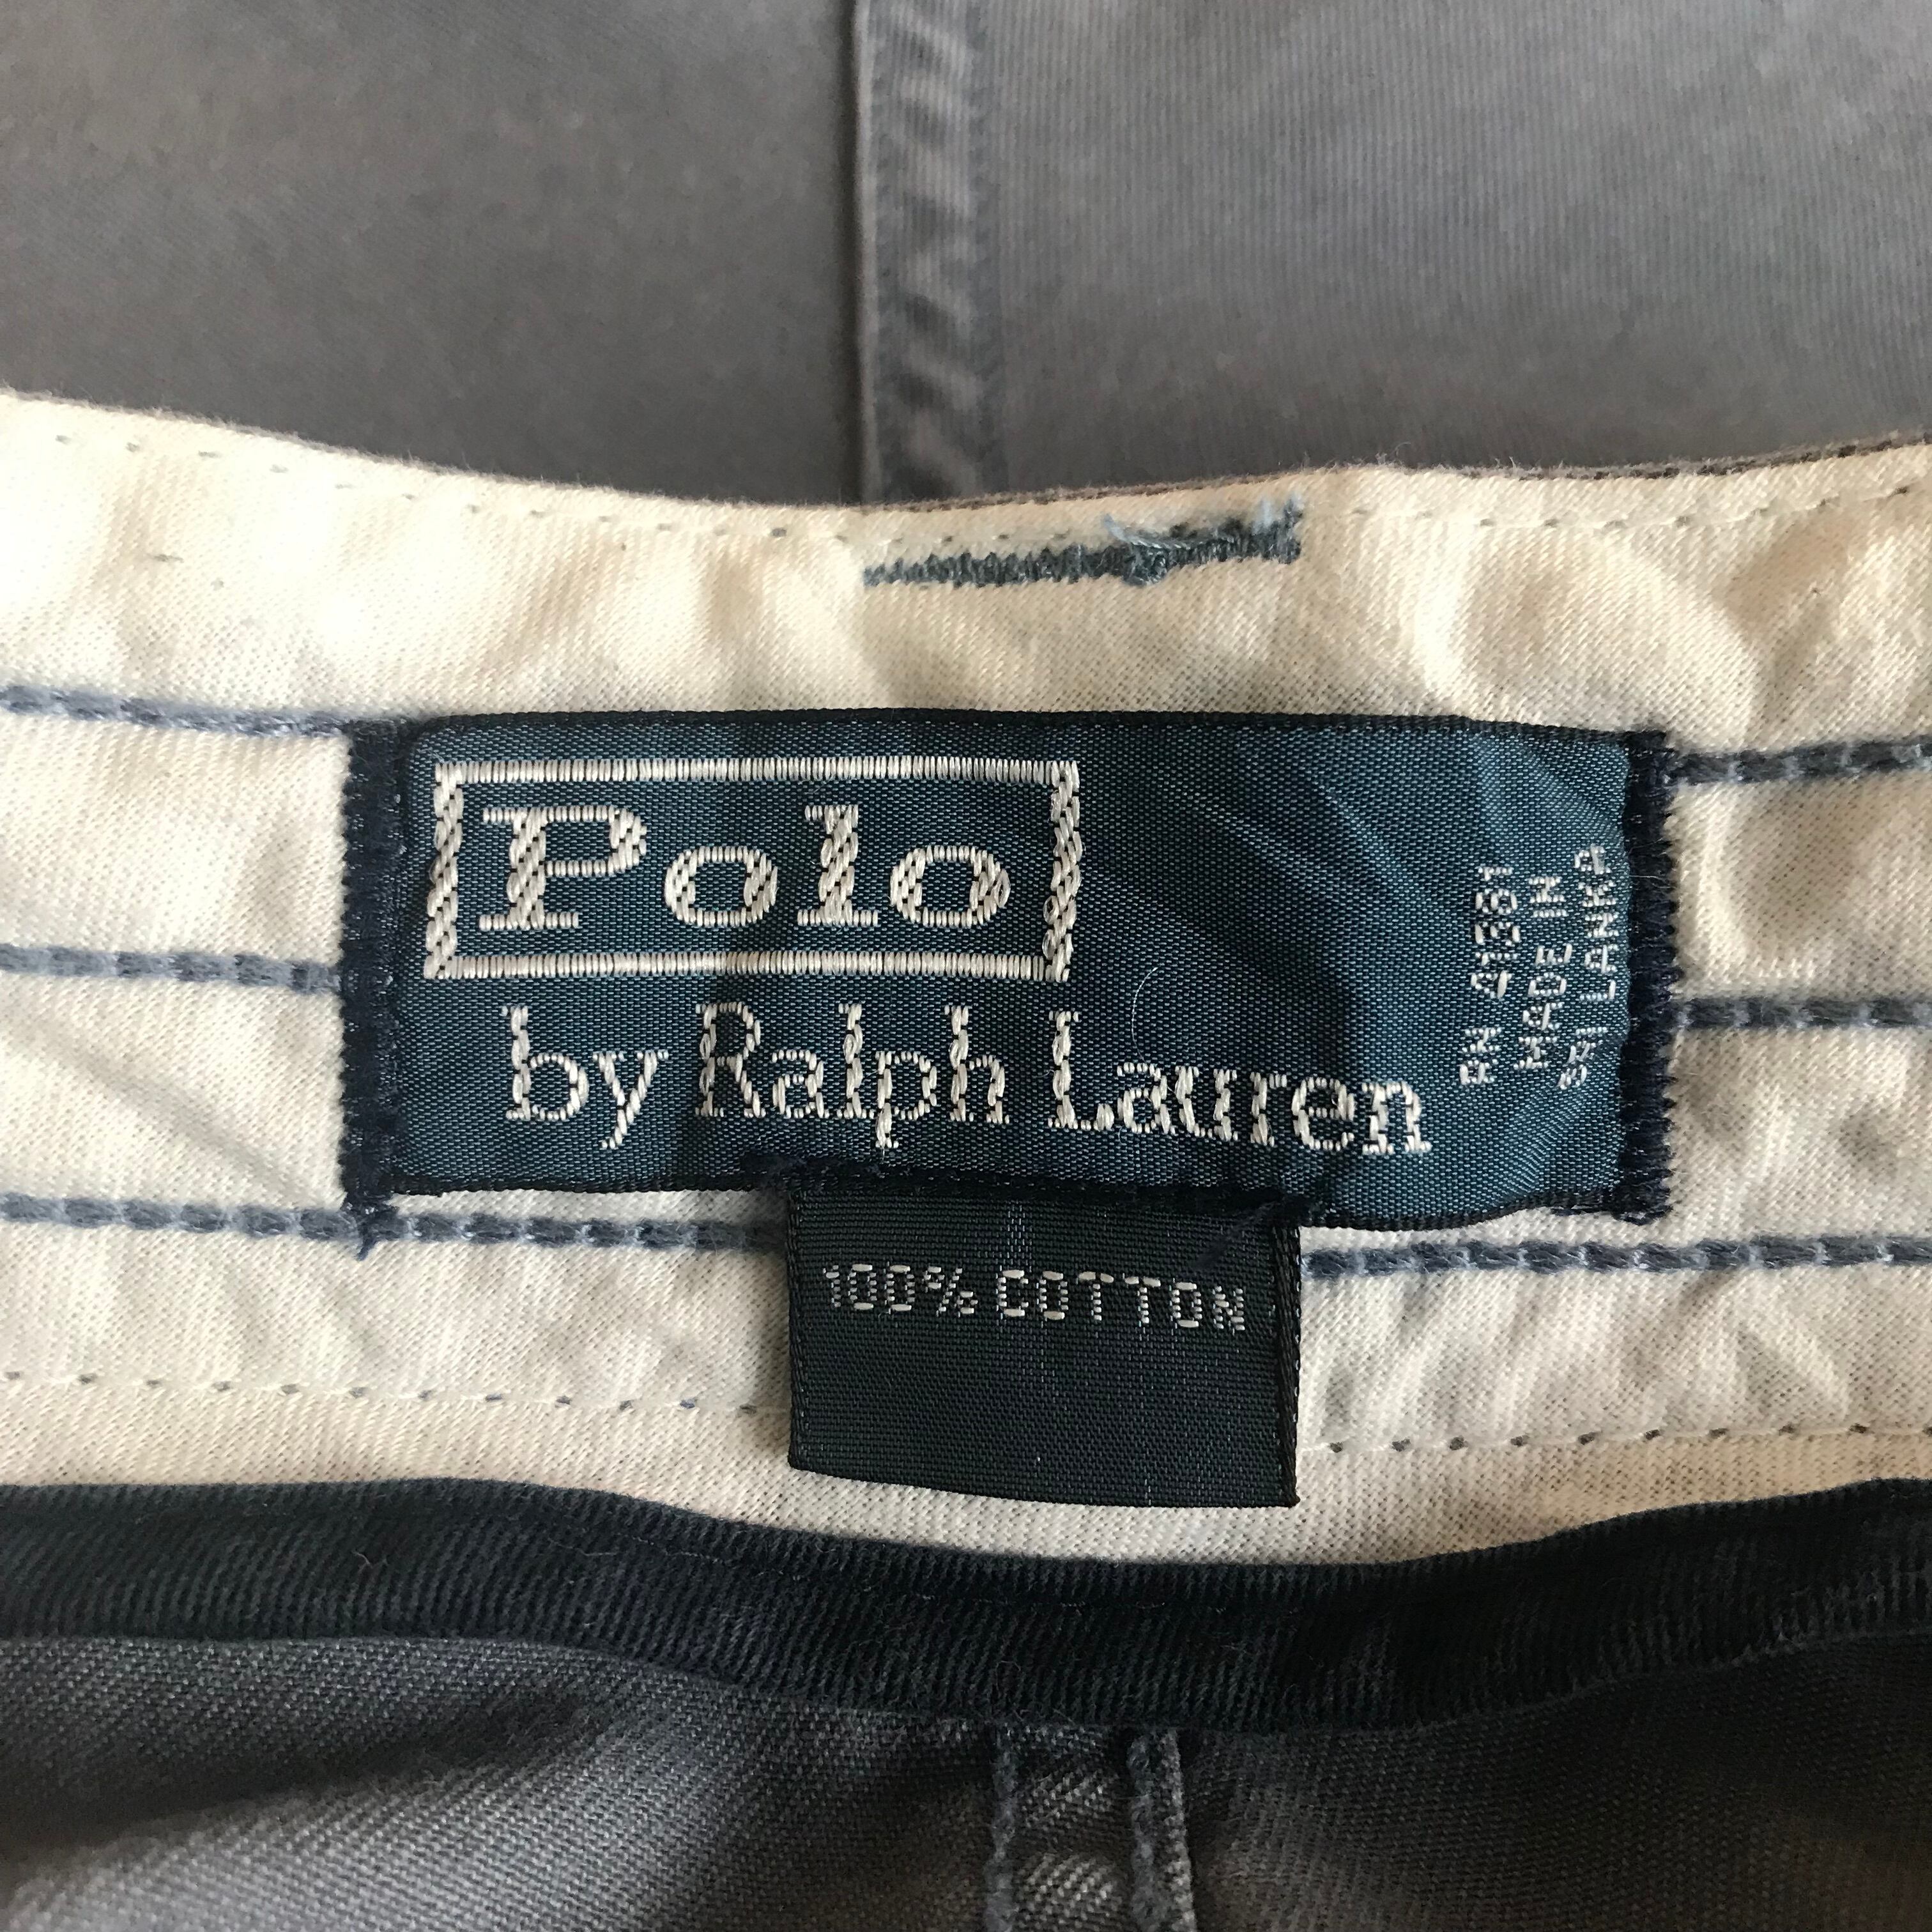 Polo
by Ralph Lauren
RN 41381
MADE IN
SRI LANKA
100% COTTON